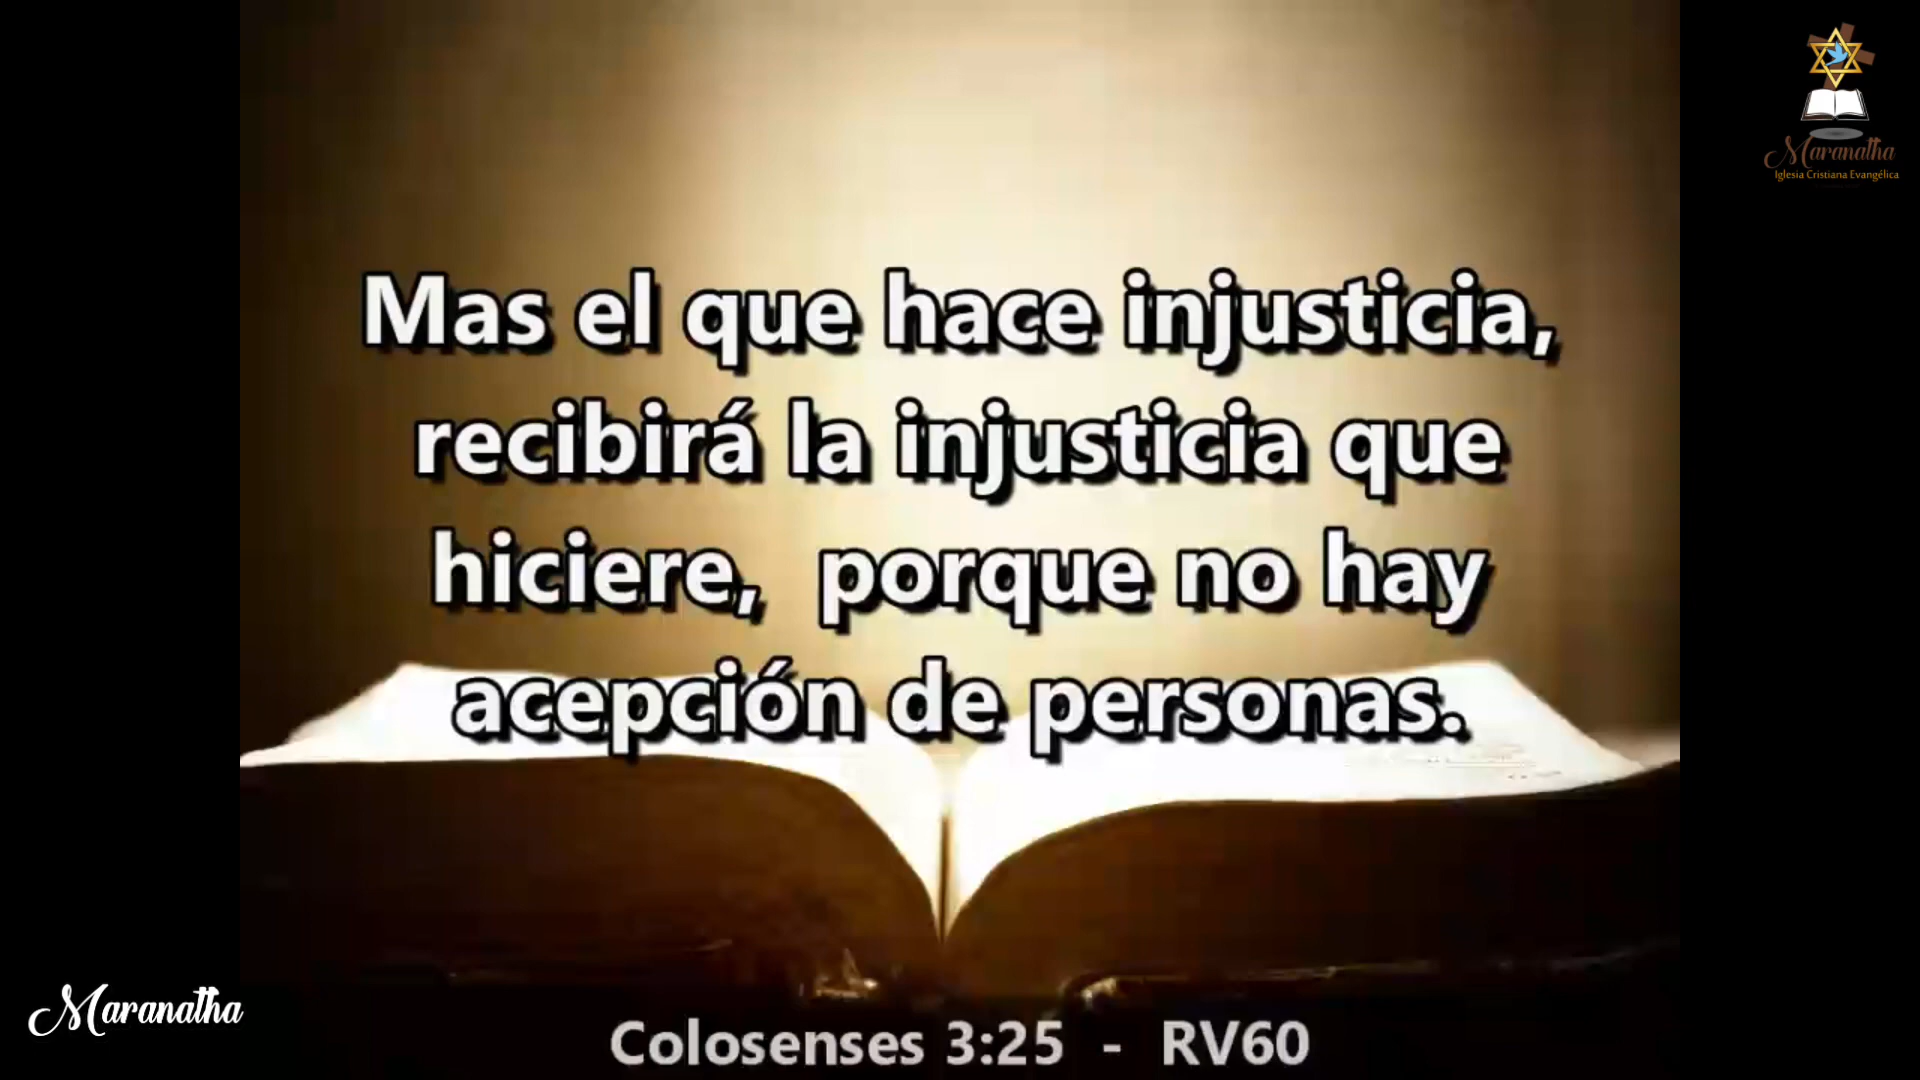 Maranatha
Iglesia Cristiana Evangélica
Mas el que hace injusticia,
recibirá la injusticia que
hiciere,  porque no hay
acepción de personas.
Maranatha
Colosenses 3:25  -  RV60